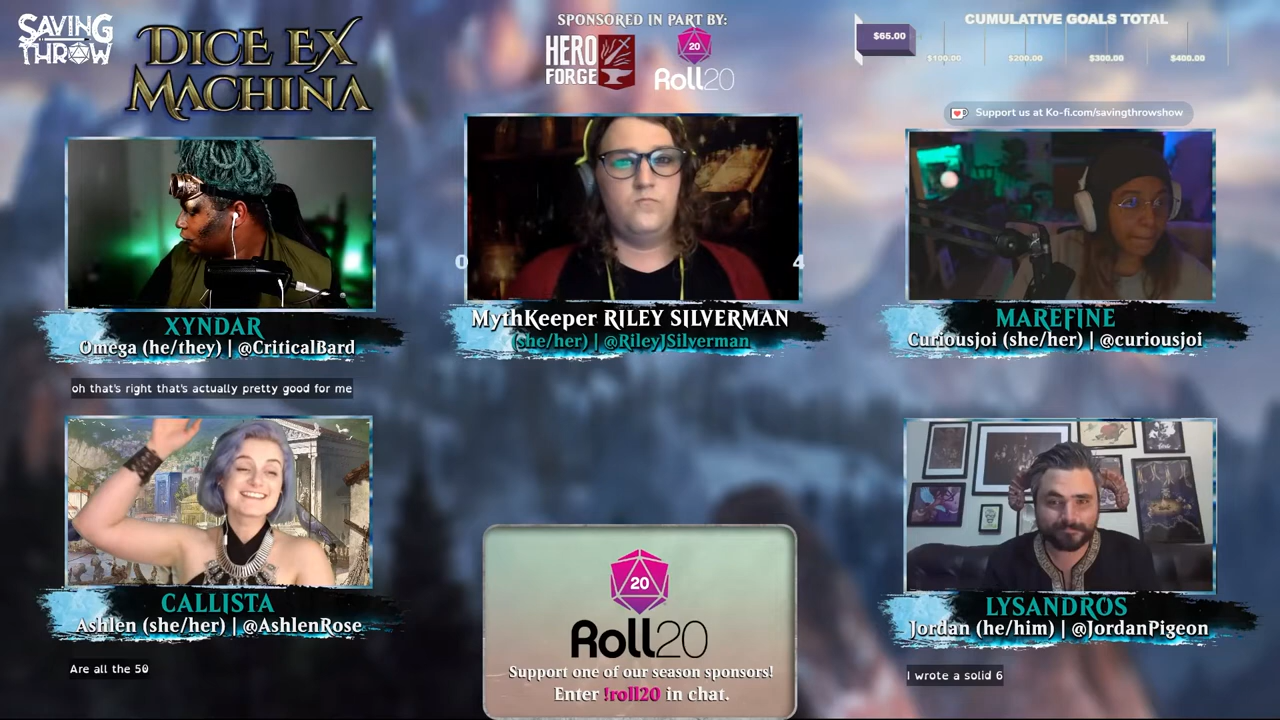 SAVING
THROW
DICE EX
MACHINA
SPONSORED IN PART BY:
HERO
FORGE
20
Roll20
CUMULATIVE GOALS TOTAL
$65.00
$100.00
$200.00
$300.00
$400.00
Support us at Ko-fi.com/savingthrowshow
0
4
XYNDAR
Omega (he/they) | @CriticalBard
MythKeeper RILEY SILVERMAN
(she/her) | @RileyJSilverman
MAREFINE
Curiousjoi (she/her) | @curiousjoi
oh that's right that's actually pretty good for me
CALLISTA
Ashlen (she/her) | @AshlenRose
LYSANDROS
Jordan (he/him) | @JordanPigeon
Are all the 50
I wrote a solid 6
20
Roll20
Support one of our season sponsors!
Enter !roll20 in chat.